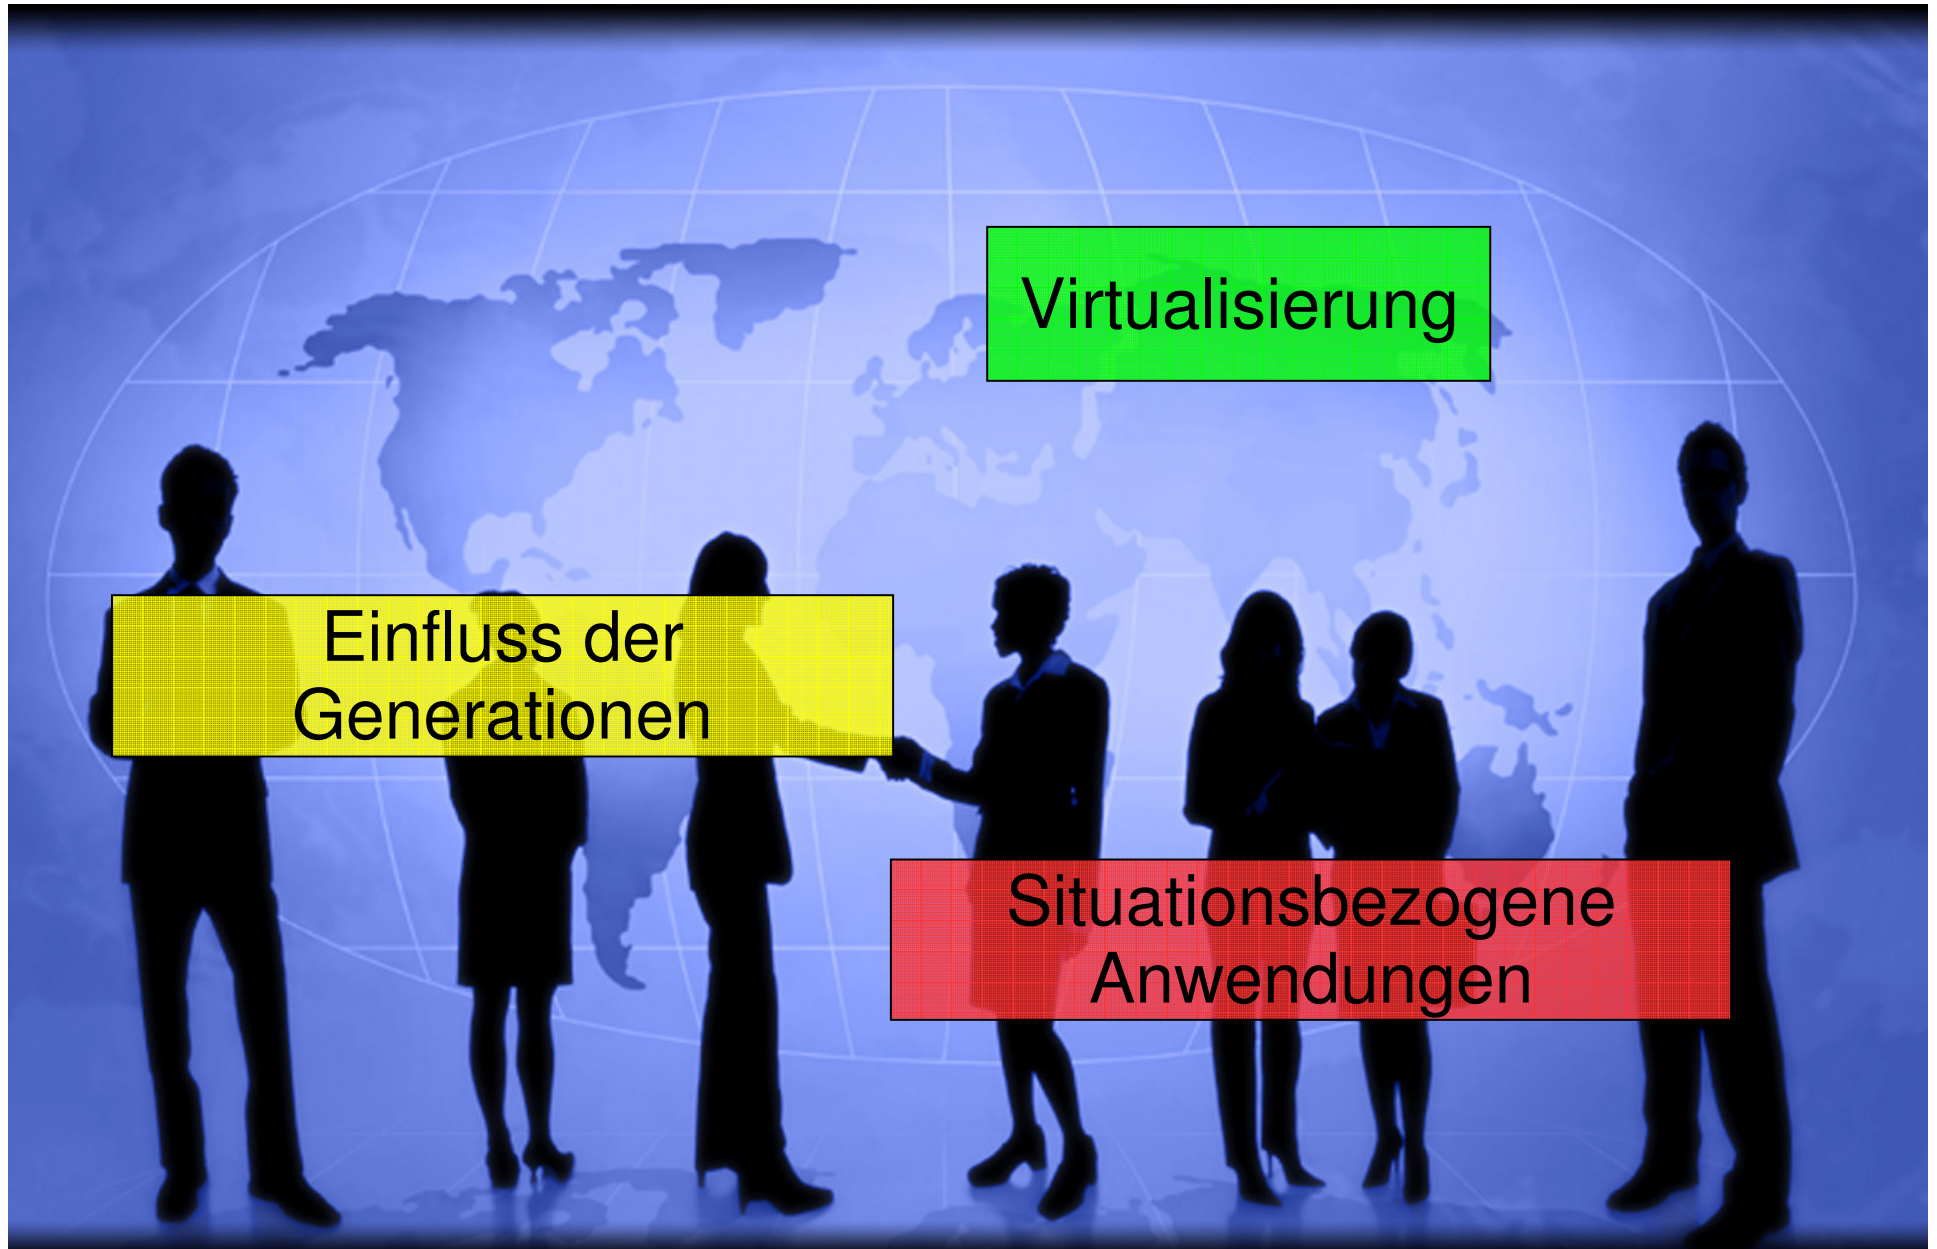 Virtualisierung
Einfluss der
Generationen
Situationsbezogene
Anwendungen